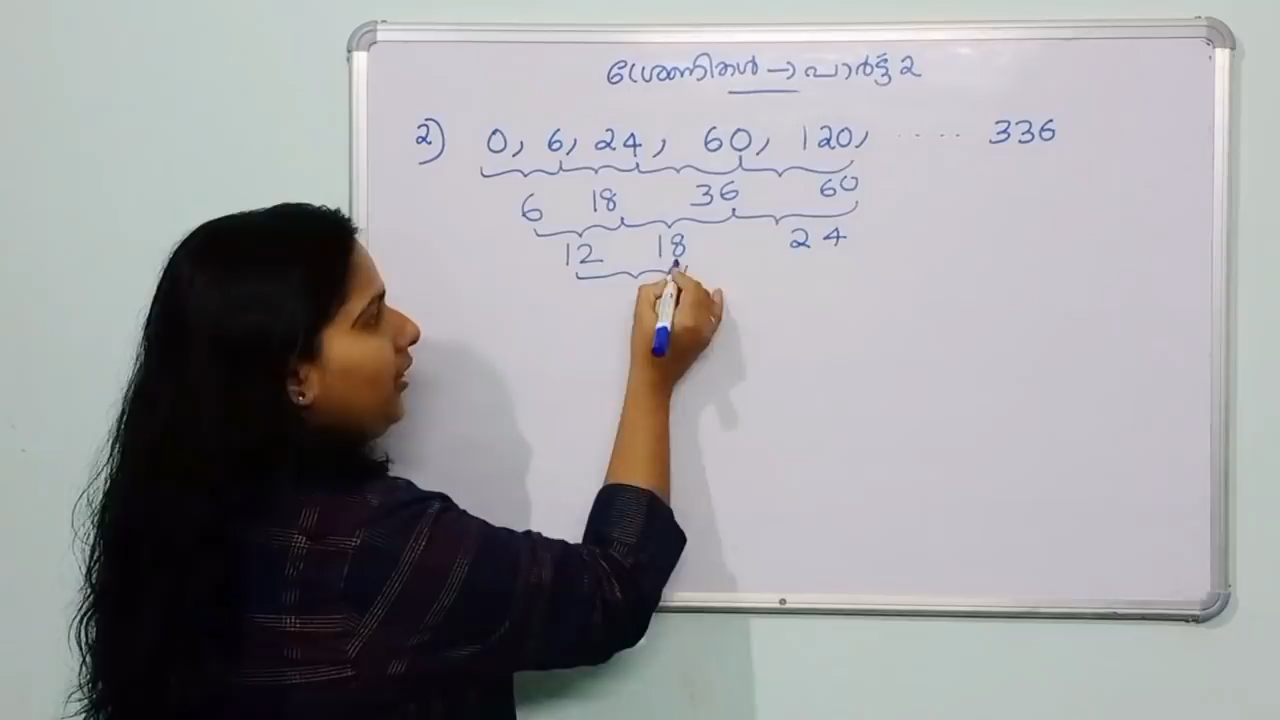 ശ്രേണികൾ → പാർട്ട് 2
2) 0, 6, 24, 60, 120, ..... 336
6 18 36 60
12 18 24